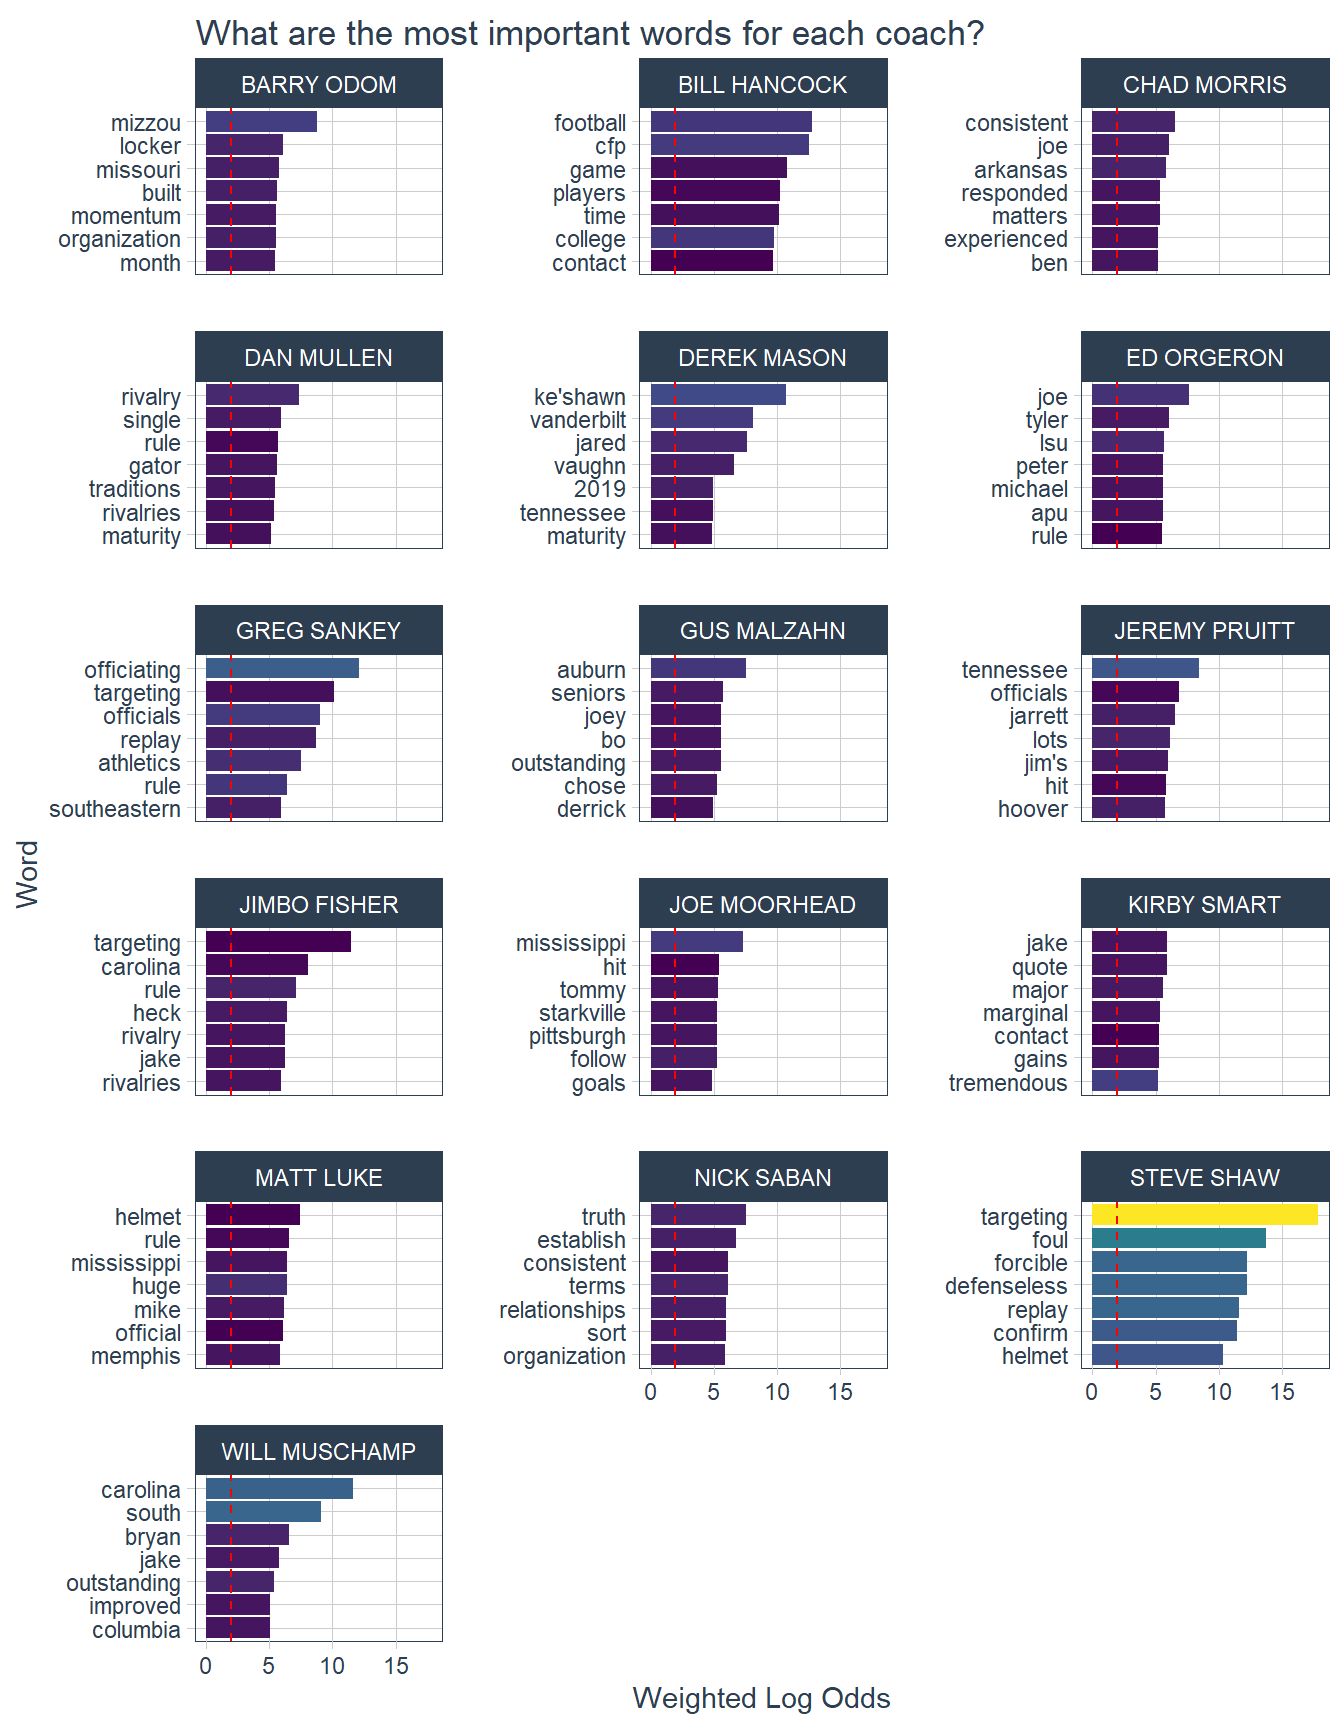 What are the most important words for each coach?
BARRY ODOM
mizzou
locker
missouri
built
momentum
organization
month
BILL HANCOCK
football
cfp
game
players
time
college
contact
CHAD MORRIS
consistent
joe
arkansas
responded
matters
experienced
ben
DAN MULLEN
rivalry
single
rule
gator
traditions
rivalries
maturity
DEREK MASON
ke'shawn
vanderbilt
jared
vaughn
2019
tennessee
maturity
ED ORGERON
joe
tyler
lsu
peter
michael
apu
rule
GREG SANKEY
officiating
targeting
officials
replay
athletics
rule
southeastern
GUS MALZAHN
auburn
seniors
joey
bo
outstanding
chose
derrick
JEREMY PRUITT
tennessee
officials
jarrett
lots
jim's
hit
hoover
Word
JIMBO FISHER
targeting
carolina
rule
heck
rivalry
jake
rivalries
JOE MOORHEAD
mississippi
hit
tommy
starkville
pittsburgh
follow
goals
KIRBY SMART
jake
quote
major
marginal
contact
gains
tremendous
MATT LUKE
helmet
rule
mississippi
huge
mike
official
memphis
NICK SABAN
truth
establish
consistent
terms
relationships
sort
organization
0 5 10 15
STEVE SHAW
targeting
foul
forcible
defenseless
replay
confirm
helmet
0 5 10 15
WILL MUSCHAMP
carolina
south
bryan
jake
outstanding
improved
columbia
0 5 10 15
Weighted Log Odds